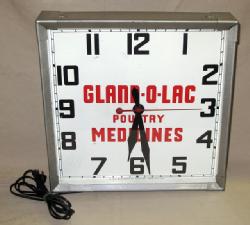 11 12 1
10 2
GLAND-O-LAC
9 3
POULTRY
MEDICINES
8 4
7 6 5